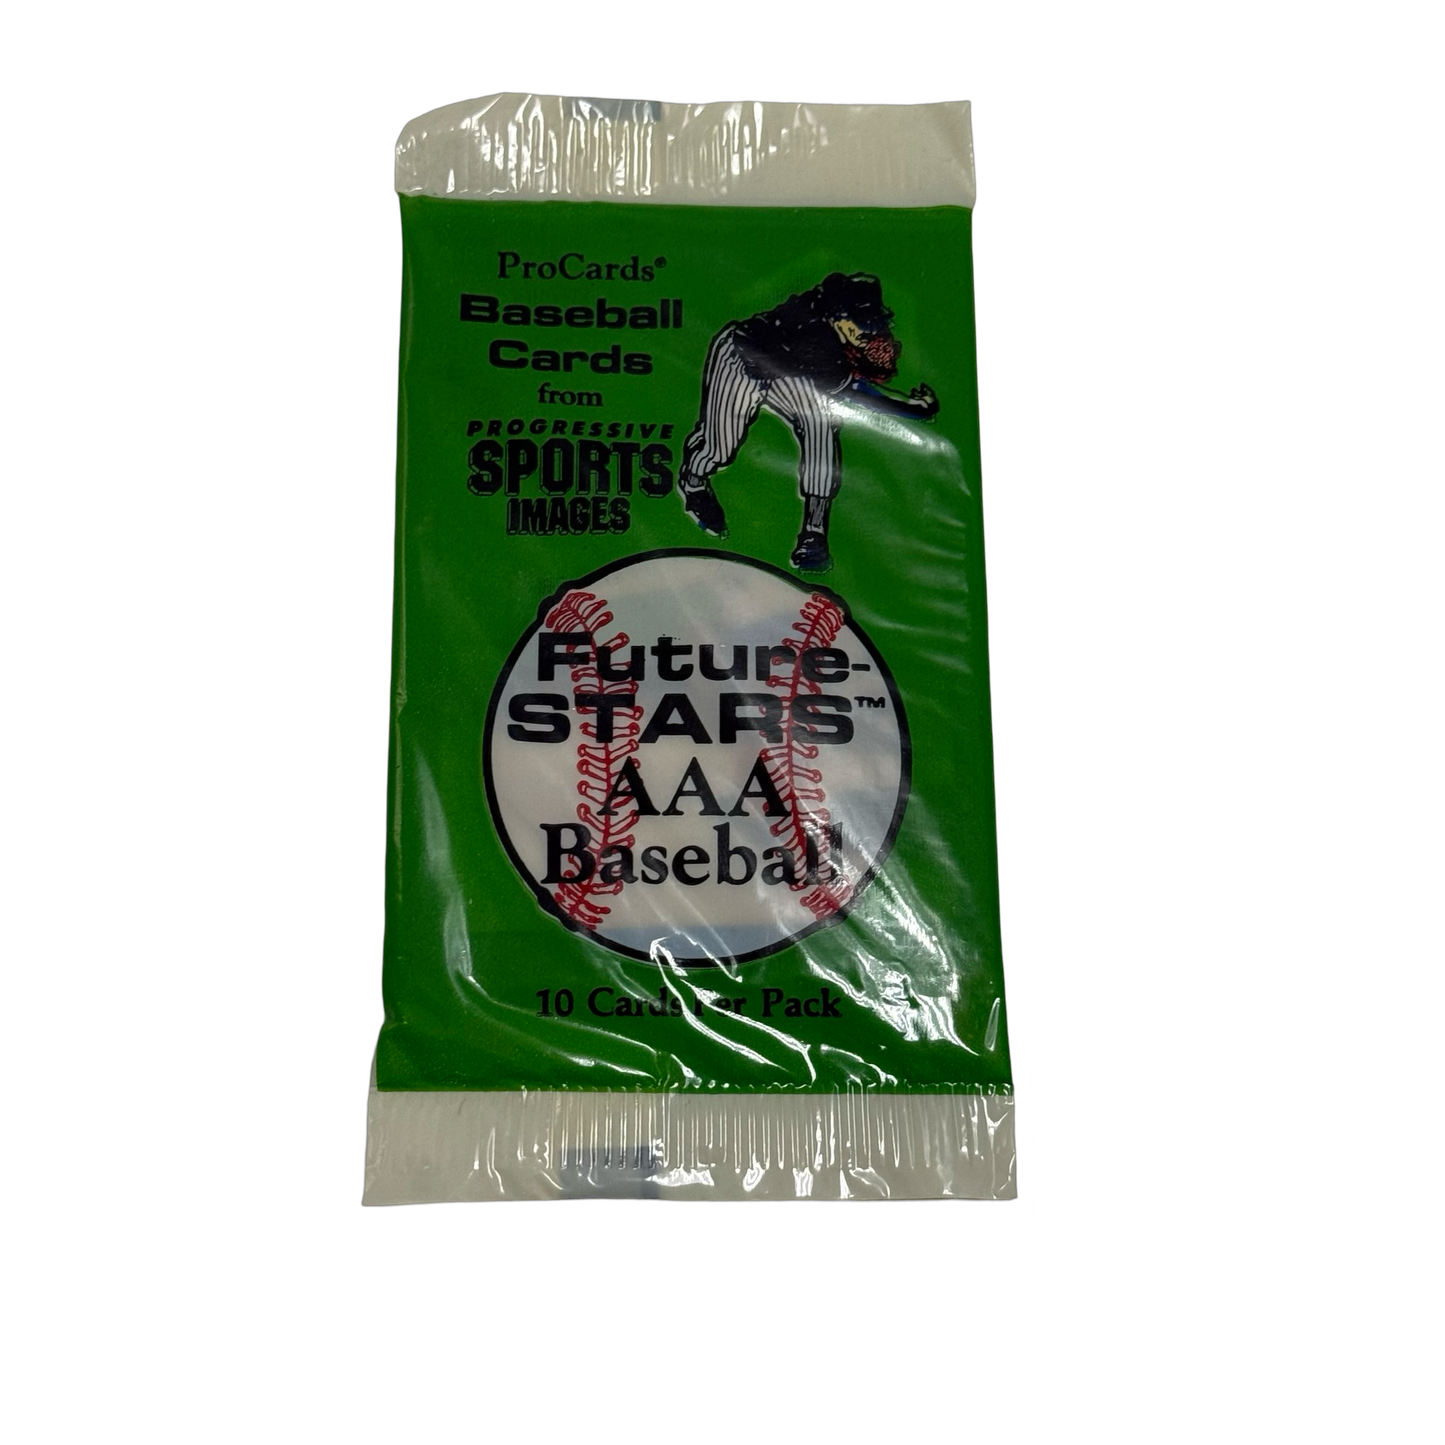 ProCards®
Baseball
Cards
from
PROGRESSIVE
SPORTS
IMAGES
Future-
STARS™
AAA
Baseball
10 Cards Per Pack